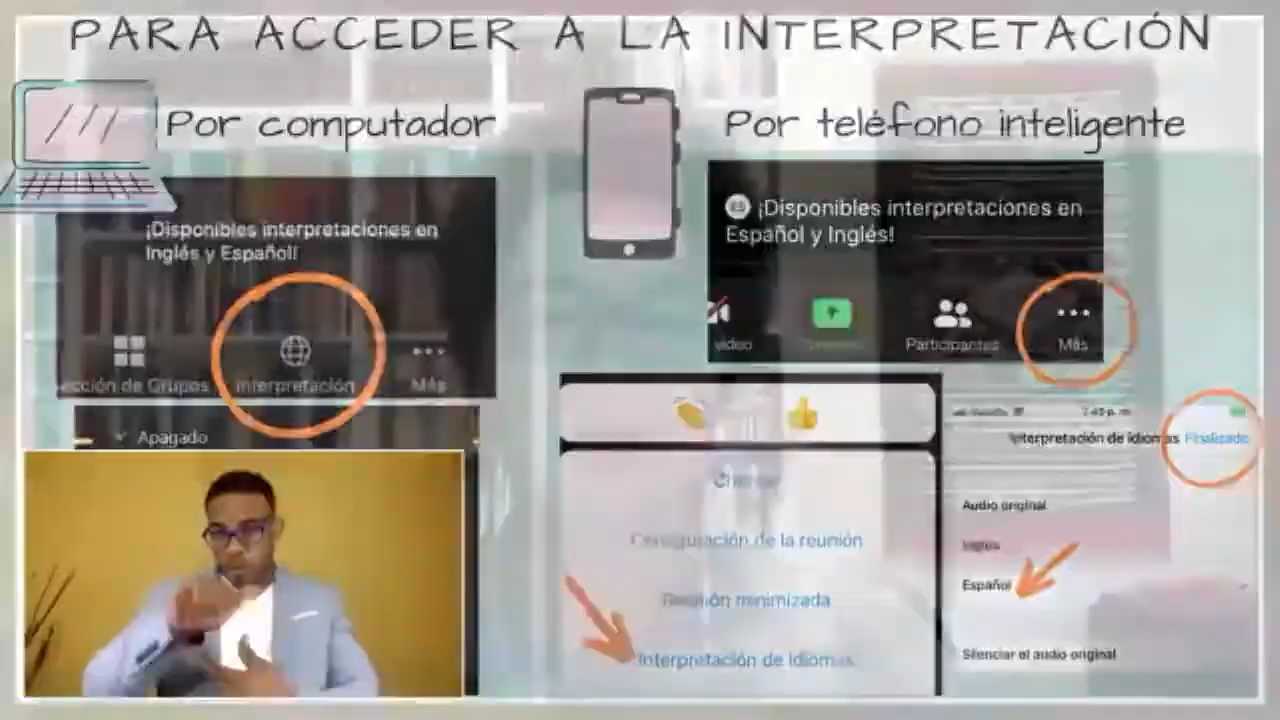 PARA ACCEDER A LA INTERPRETACIÓN
Por computador
Por teléfono inteligente
¡Disponibles interpretaciones en
Inglés y Español!
Interpretación
Más
Apagado
¡Disponibles interpretaciones en
Español y Inglés!
video
Participantes
Más
Configuración de la reunión
Reunión minimizada
Interpretación de Idiomas
Interpretación de idiomas Finalizado
Audio original
Inglés
Español
Silenciar el audio original